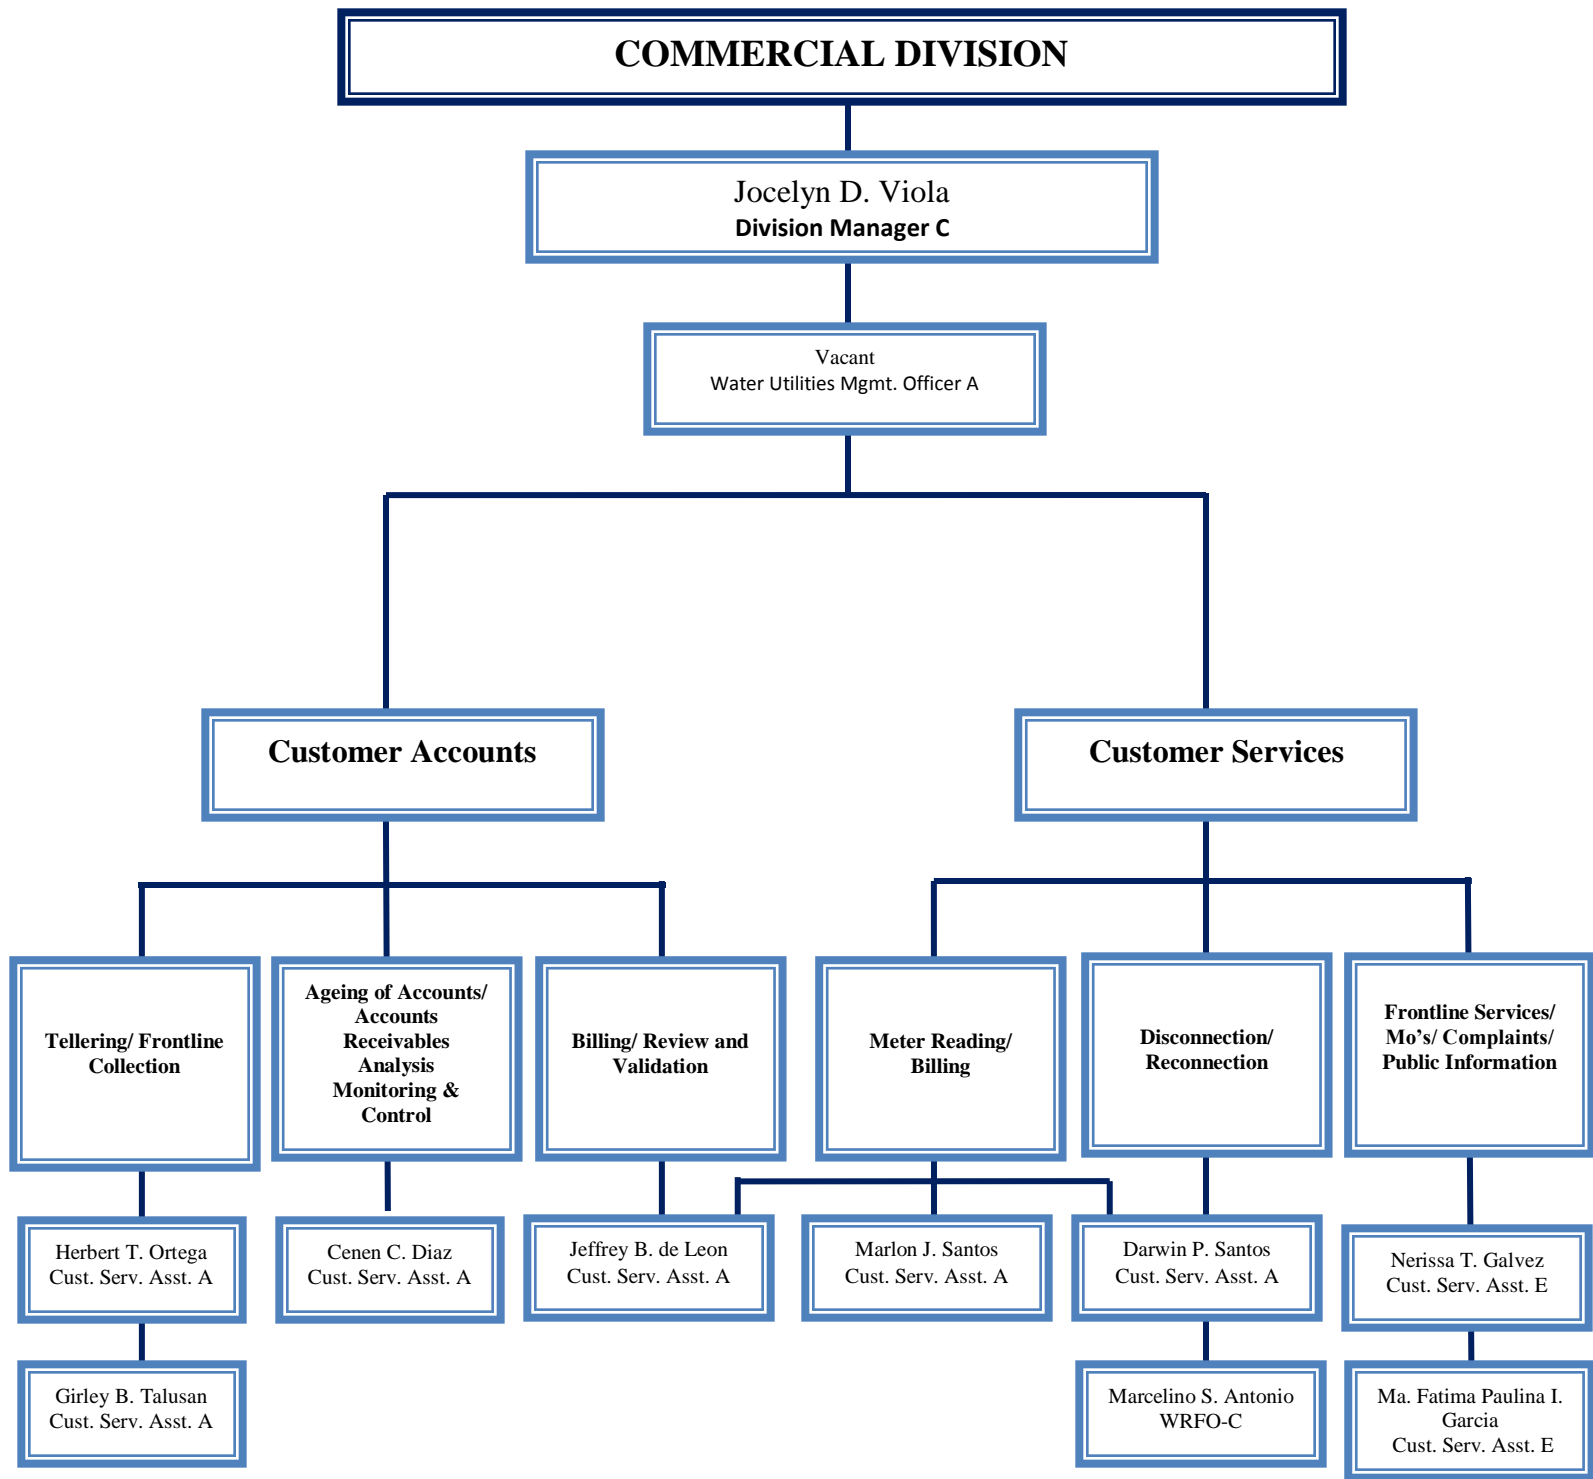 COMMERCIAL DIVISION
Jocelyn D. Viola
Division Manager C
Vacant
Water Utilities Mgmt. Officer A
Customer Accounts
Customer Services
Tellering/ Frontline
Collection
Ageing of Accounts/
Accounts
Receivables
Analysis
Monitoring &
Control
Billing/ Review and
Validation
Meter Reading/
Billing
Disconnection/
Reconnection
Frontline Services/
Mo’s/ Complaints/
Public Information
Herbert T. Ortega
Cust. Serv. Asst. A
Cenen C. Diaz
Cust. Serv. Asst. A
Jeffrey B. de Leon
Cust. Serv. Asst. A
Marlon J. Santos
Cust. Serv. Asst. A
Darwin P. Santos
Cust. Serv. Asst. A
Nerissa T. Galvez
Cust. Serv. Asst. E
Girley B. Talusan
Cust. Serv. Asst. A
Marcelino S. Antonio
WRFO-C
Ma. Fatima Paulina I.
Garcia
Cust. Serv. Asst. E